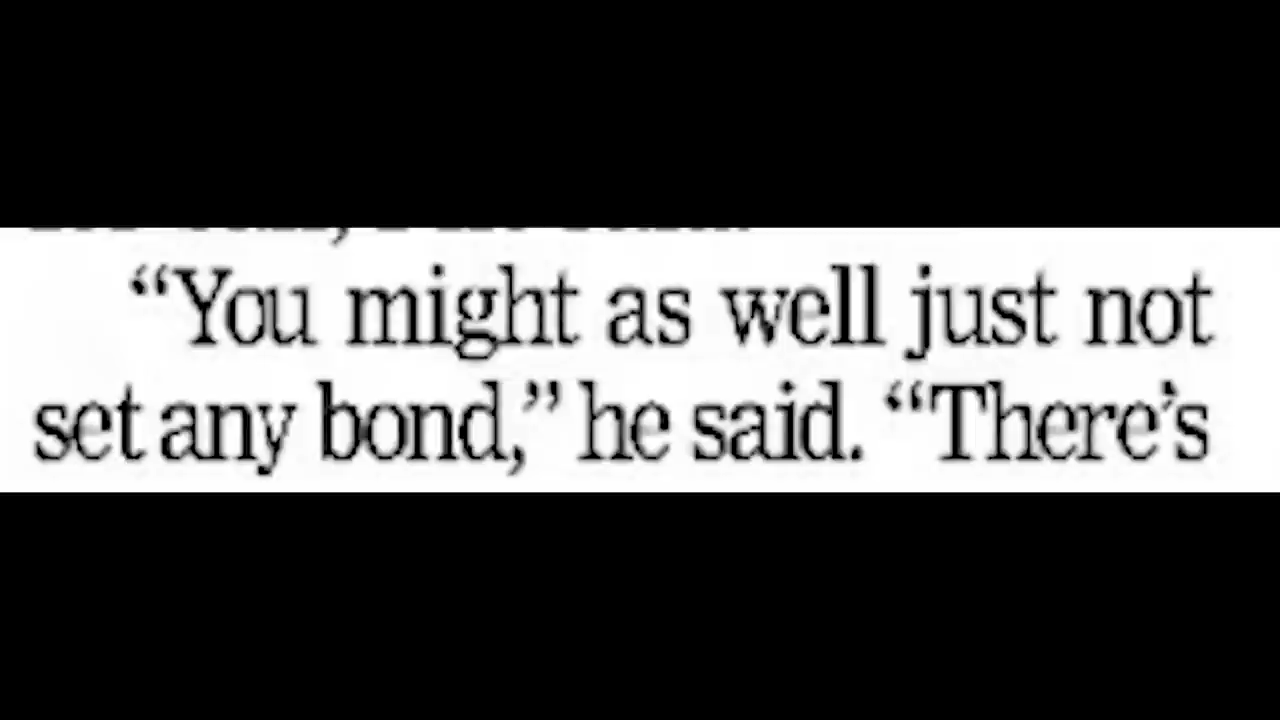 “You might as well just not
set any bond,” he said. “There’s